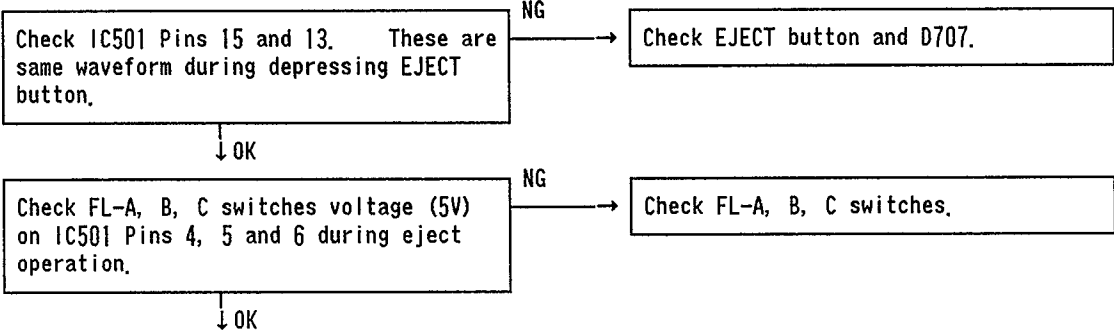 Check IC501 Pins 15 and 13. These are
same waveform during depressing EJECT
button.
NG
Check EJECT button and D707.
OK
Check FL-A, B, C switches voltage (5V)
on IC501 Pins 4, 5 and 6 during eject
operation.
NG
Check FL-A, B, C switches.
OK